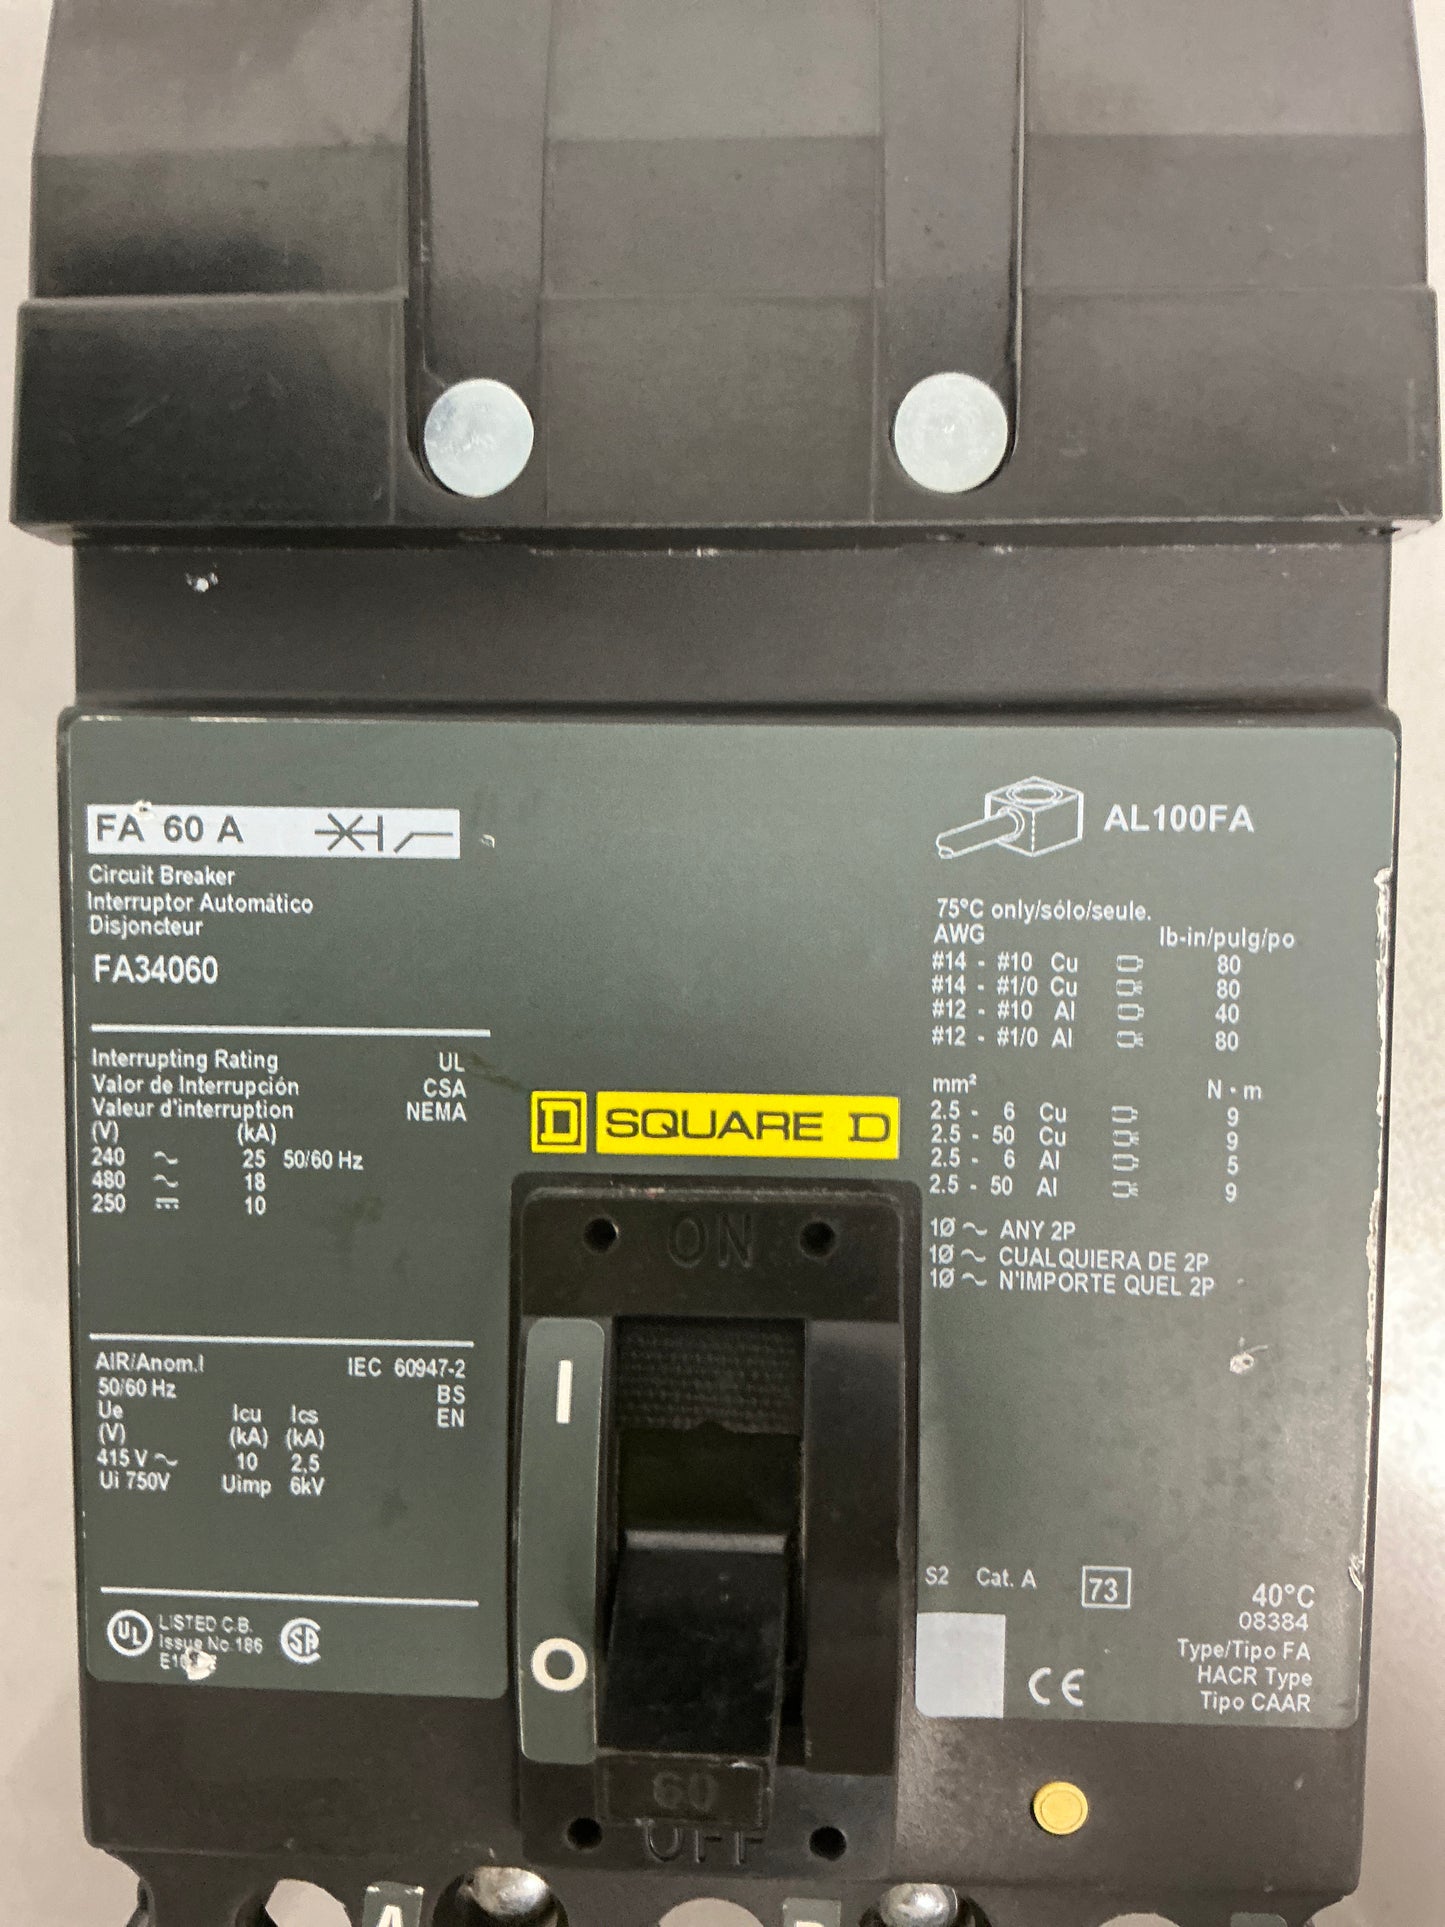 FA 60 A
Circuit Breaker
Interruptor Automático
Disjoncteur
FA34060
Interrupting Rating UL
Valor de Interrupción CSA
Valeur d'interruption NEMA
(V) (kA)
240 ~ 25 50/60 Hz
480 ~ 18
250 ⎓ 10
AIR/Anom.I IEC 60947-2
50/60 Hz BS
Ue Icu Ics EN
(V) (kA) (kA)
415 V ~ 10 2,5
Ui 750V Uimp 6kV
UL LISTED C.B.
Issue No. 186
D SQUARE D
ON
I
O
60
OFF
AL100FA
75°C only/sólo/seule.
AWG lb-in/pulg/po
#14 - #10 Cu 80
#14 - #1/0 Cu 80
#12 - #10 Al 40
#12 - #1/0 Al 80
mm² N - m
2.5 - 6 Cu 9
2.5 - 50 Cu 9
2.5 - 6 Al 5
2.5 - 50 Al 9
1Ø ~ ANY 2P
1Ø ~ CUALQUIERA DE 2P
1Ø ~ N'IMPORTE QUEL 2P
S2 Cat. A 73 40°C
08384
Type/Tipo FA
CE HACR Type
Tipo CAAR
A